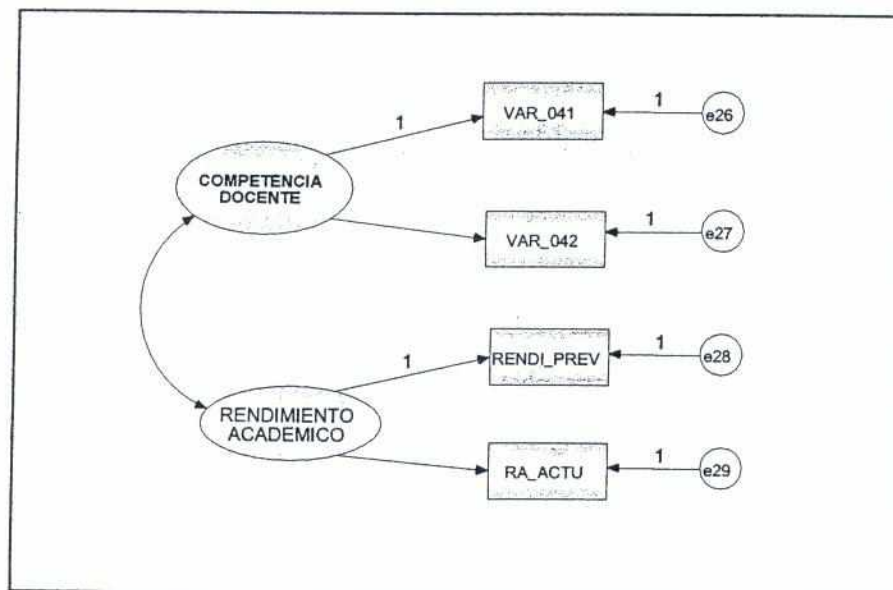 1
VAR_041
1
e26
COMPETENCIA
DOCENTE
VAR_042
1
e27
1
RENDI_PREV
1
e28
RENDIMIENTO
ACADEMICO
RA_ACTU
1
e29